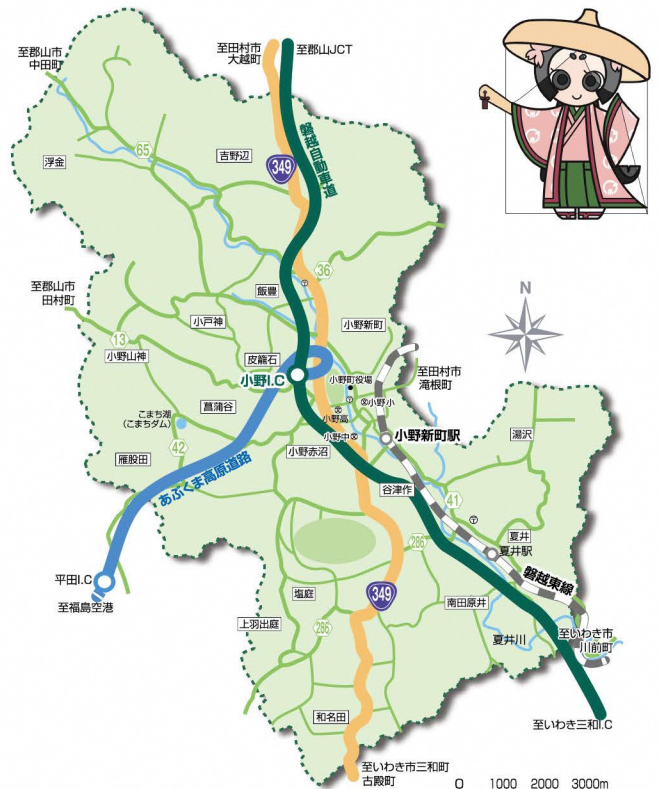 至郡山市
中田町
至田村市
大越町
至郡山JCT
65
浮金
吉野辺
349
磐越自動車道
N
至郡山市
田村町
36
飯豊
小戸神
小野新町
13
小野山神
皮籠石
小野I.C
小野町役場
至田村市
滝根町
小野小
こまち湖
(こまちダム)
菖蒲谷
小野高
小野中
小野新町駅
湯沢
42
雁股田
小野赤沼
あぶくま高原道路
谷津作
41
286
夏井
夏井駅
平田I.C
至福島空港
塩庭
349
磐越東線
南田原井
上羽出庭
286
夏井川
至いわき市
川前町
和名田
至いわき三和I.C
至いわき市三和町
古殿町
0 1000 2000 3000m